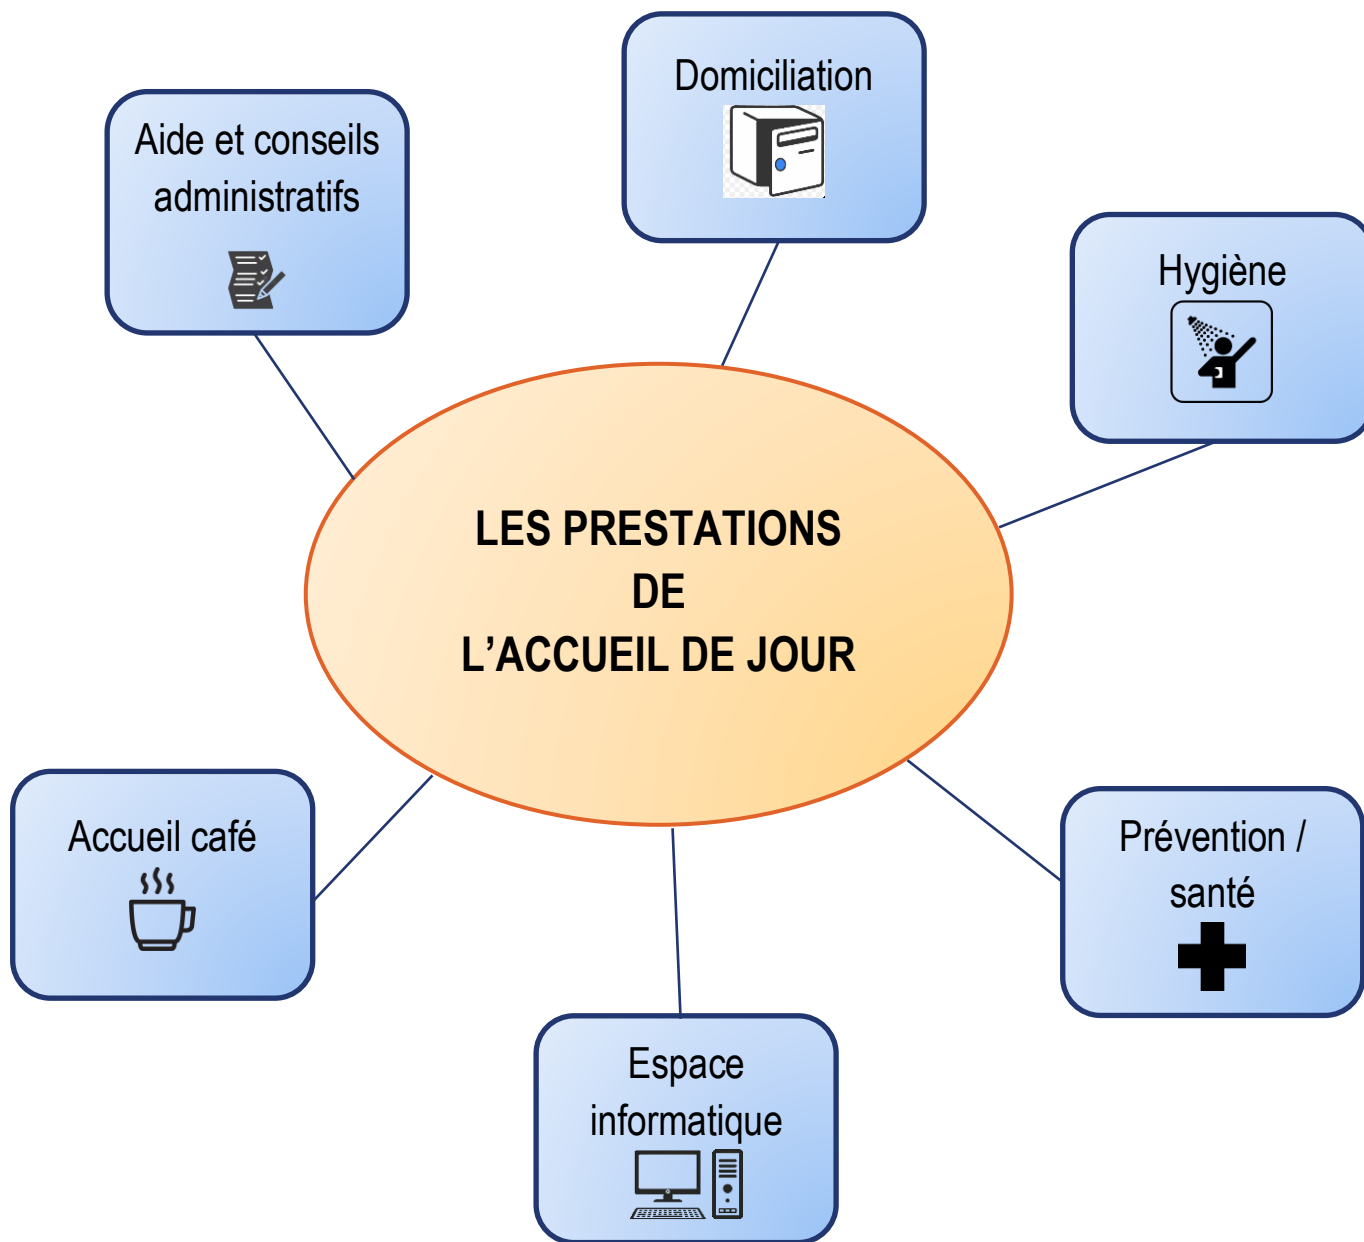 Domiciliation
Aide et conseils
administratifs
Hygiène
LES PRESTATIONS
DE
L’ACCUEIL DE JOUR
Accueil café
Prévention /
santé
Espace
informatique